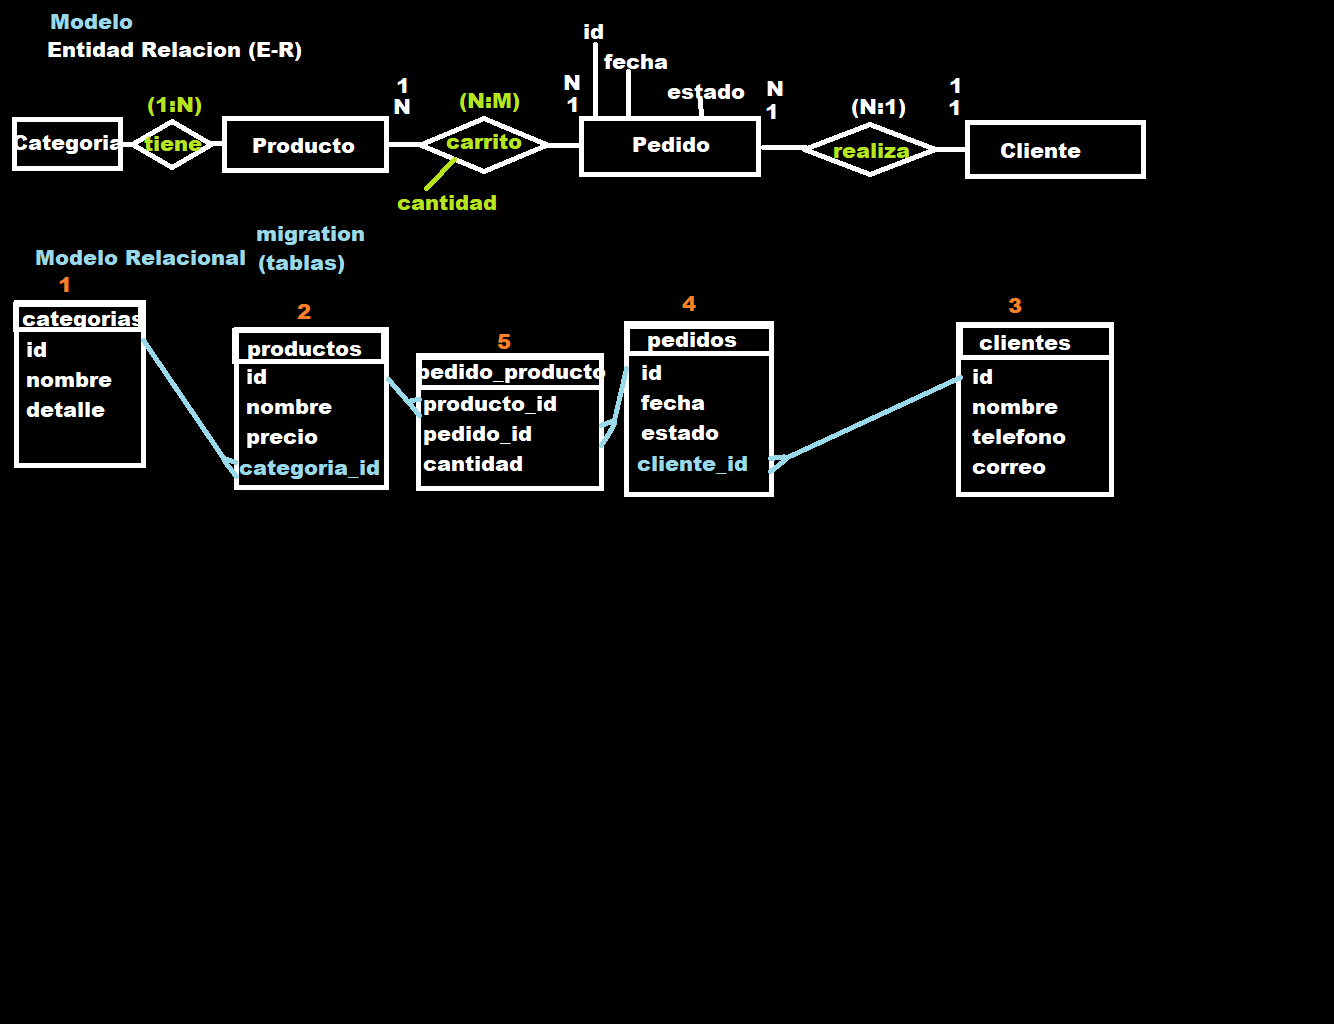 Modelo
Entidad Relacion (E-R)
id
fecha
estado
1
N
N
1
N
1
1
1
(1:N)
(N:M)
(N:1)
Categoria
tiene
Producto
carrito
Pedido
realiza
Cliente
cantidad
Modelo Relacional
migration
(tablas)
1
categorias
id
nombre
detalle
2
productos
id
nombre
precio
categoria_id
5
pedido_producto
producto_id
pedido_id
cantidad
4
pedidos
id
fecha
estado
cliente_id
3
clientes
id
nombre
telefono
correo